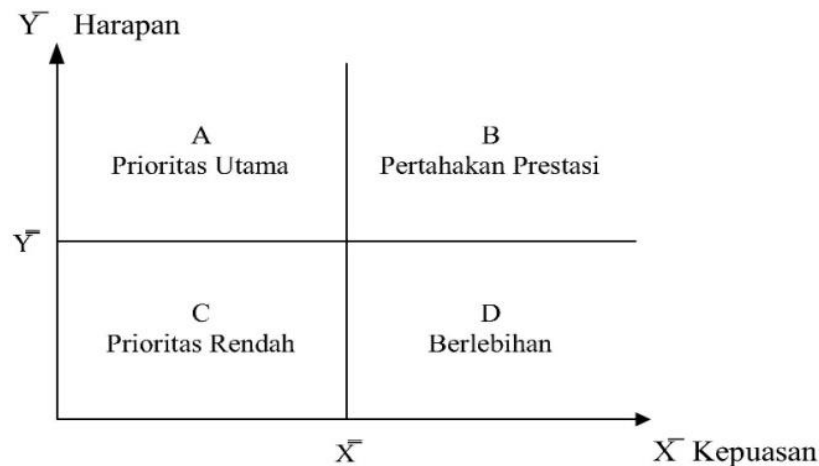 Y̅ Harapan
A
Prioritas Utama
B
Pertahakan Prestasi
Y̿
C
Prioritas Rendah
D
Berlebihan
X̿
X̅ Kepuasan